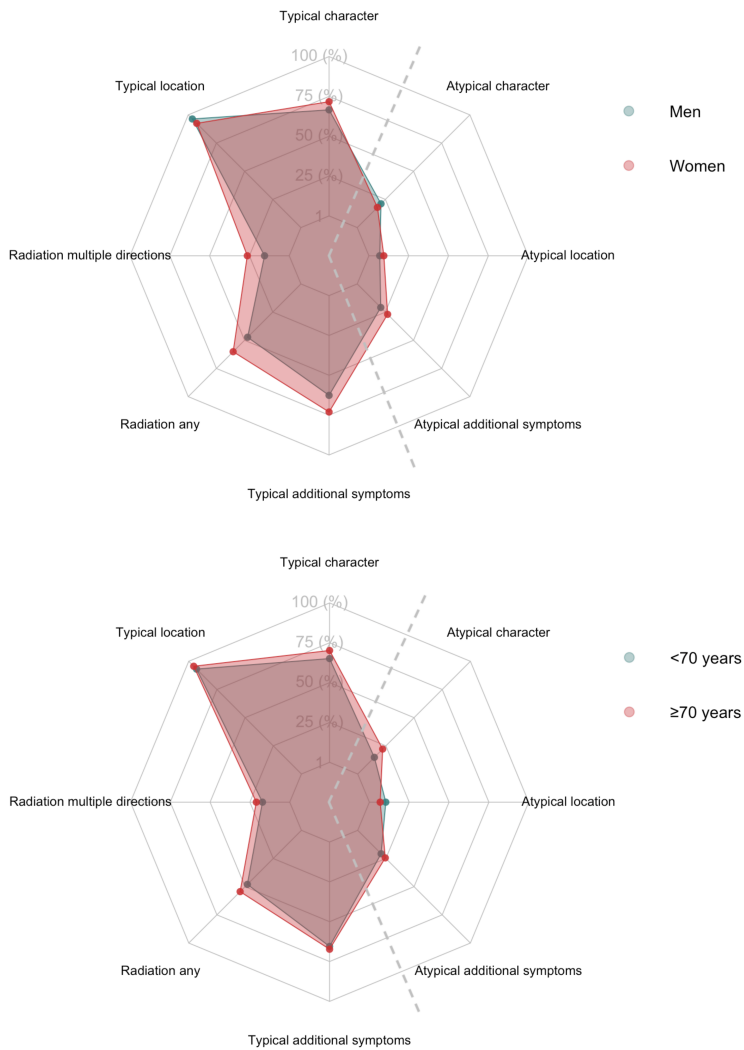 Typical character
100 (%)
Typical location
Atypical character
75 (%)
Men
50 (%)
Women
25 (%)
1
Radiation multiple directions
Atypical location
Radiation any
Atypical additional symptoms
Typical additional symptoms
Typical character
100 (%)
Typical location
Atypical character
75 (%)
<70 years
50 (%)
≥70 years
25 (%)
1
Radiation multiple directions
Atypical location
Radiation any
Atypical additional symptoms
Typical additional symptoms